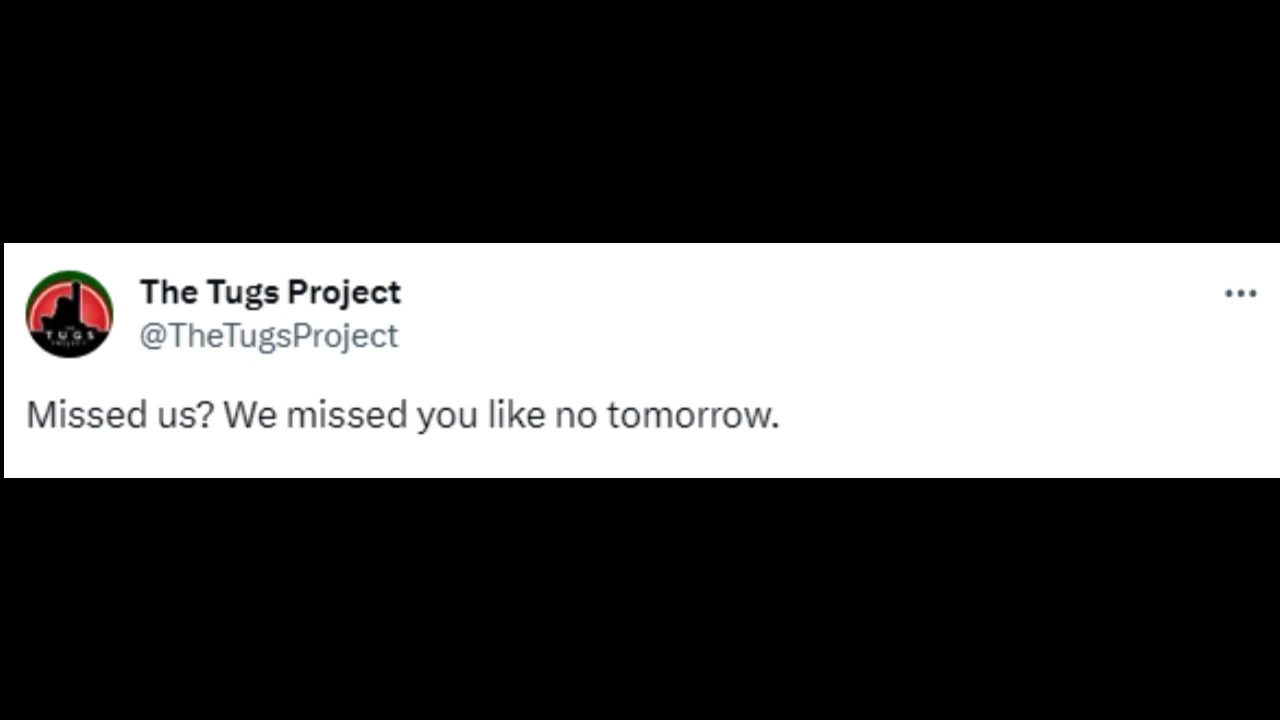 The Tugs Project
@TheTugsProject
Missed us? We missed you like no tomorrow.
TUGS